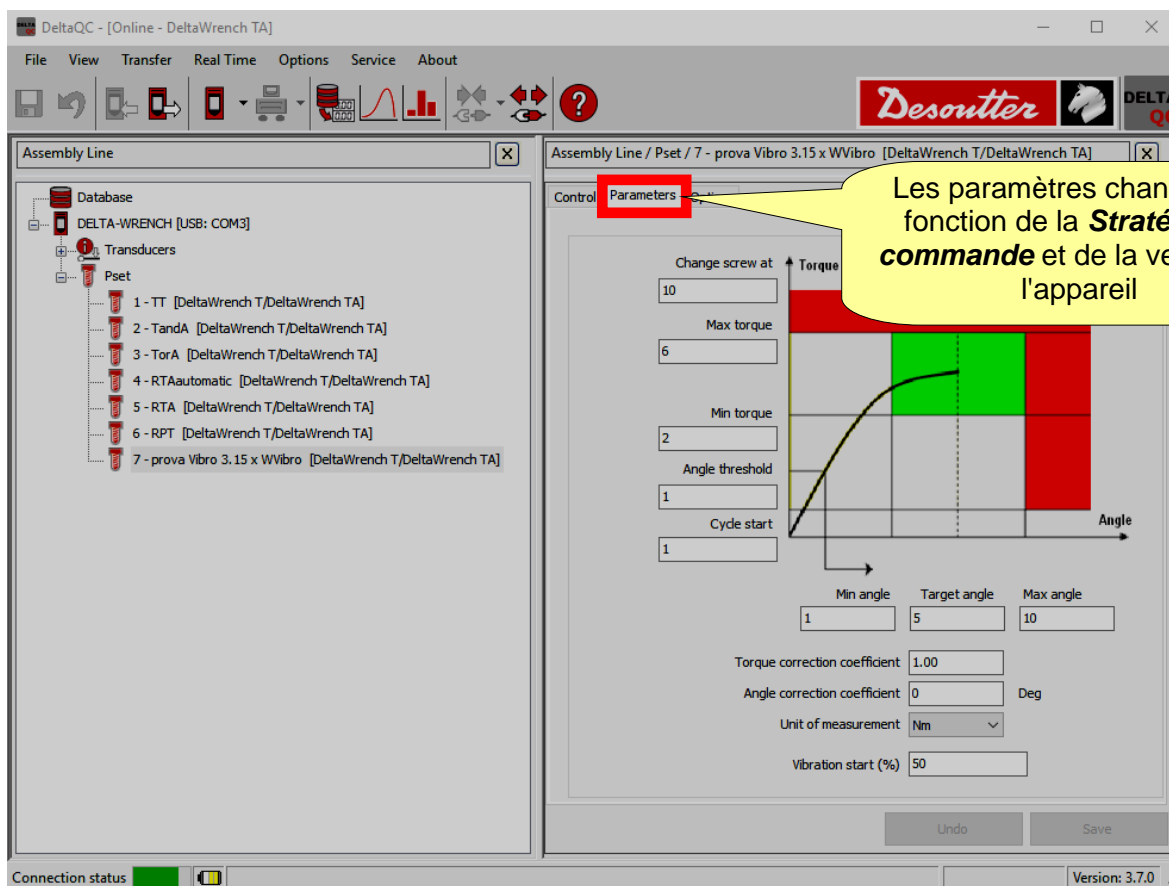 DeltaQC - [Online - DeltaWrench TA]
File View Transfer Real Time Options Service About
Desoutter
DELTA
QC
Assembly Line
Database
DELTA-WRENCH [USB: COM3]
Transducers
Pset
1 - TT [DeltaWrench T/DeltaWrench TA]
2 - TandA [DeltaWrench T/DeltaWrench TA]
3 - TorA [DeltaWrench T/DeltaWrench TA]
4 - RTAautomatic [DeltaWrench T/DeltaWrench TA]
5 - RTA [DeltaWrench T/DeltaWrench TA]
6 - RPT [DeltaWrench T/DeltaWrench TA]
7 - prova Vibro 3.15 x WVibro [DeltaWrench T/DeltaWrench TA]
Assembly Line / Pset / 7 - prova Vibro 3.15 x WVibro [DeltaWrench T/DeltaWrench TA]
Control Parameters
Les paramètres chan
fonction de la Straté
commande et de la ve
l'appareil
Change screw at
10
Torque
Max torque
6
Min torque
2
Angle threshold
1
Cycle start
1
Angle
Min angle Target angle Max angle
1 5 10
Torque correction coefficient 1.00
Angle correction coefficient 0 Deg
Unit of measurement Nm
Vibration start (%) 50
Undo Save
Connection status
Version: 3.7.0